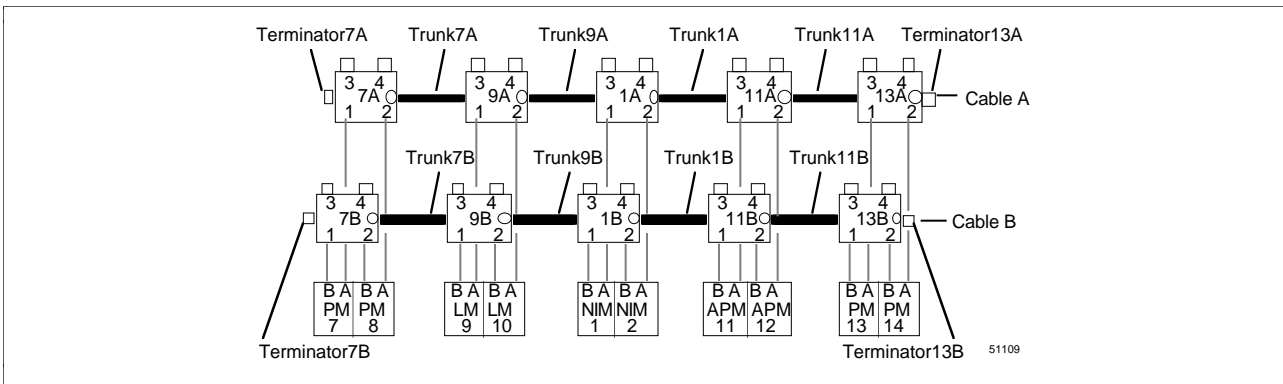 Terminator7A Trunk7A Trunk9A Trunk1A Trunk11A Terminator13A
3 4 3 4 3 4 3 4 3 4
7A 9A 1A 11A 13A Cable A
1 2 1 2 1 2 1 2 1 2
Trunk7B Trunk9B Trunk1B Trunk11B
3 4 3 4 3 4 3 4 3 4
7B 9B 1B 11B 13B Cable B
1 2 1 2 1 2 1 2 1 2
B A B A B A B A B A B A B A B A B A B A
PM PM LM LM NIM NIM APM APM PM PM
7 8 9 10 1 2 11 12 13 14
Terminator7B Terminator13B 51109